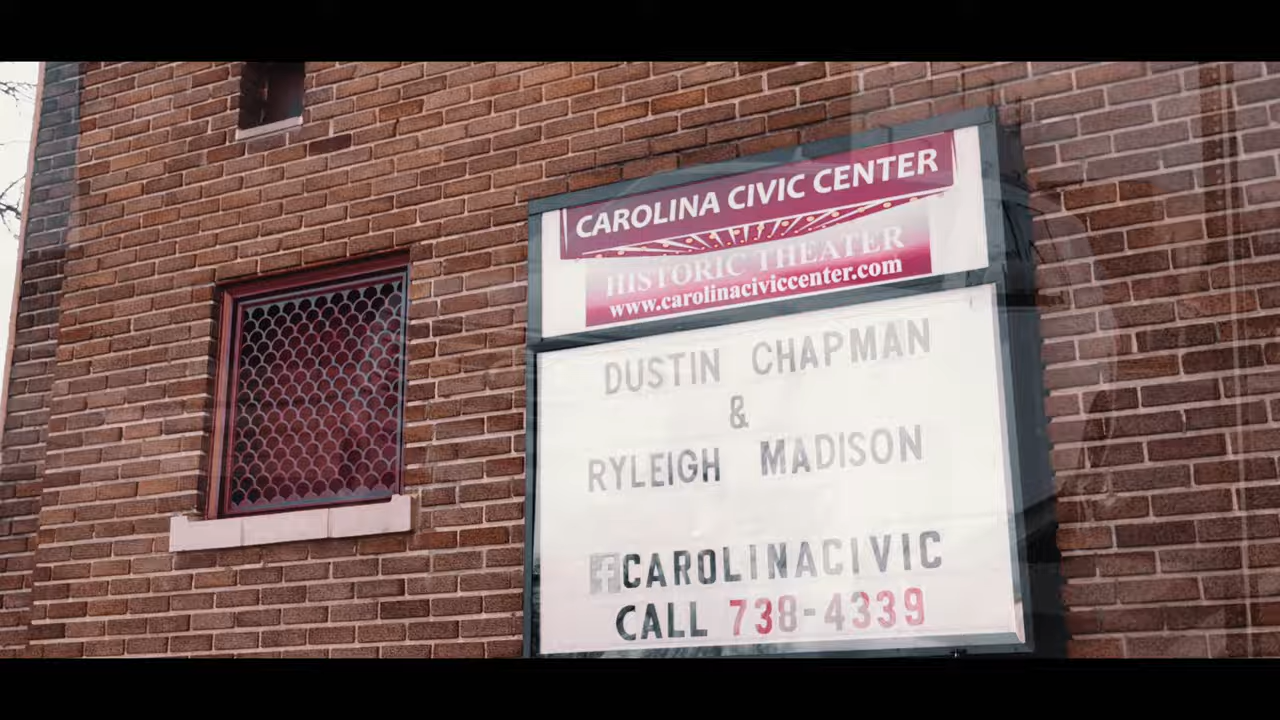 CAROLINA CIVIC CENTER
HISTORIC THEATER
www.carolinaciviccenter.com
DUSTIN CHAPMAN
&
RYLEIGH MADISON
CAROLINACIVIC
CALL 738-4339